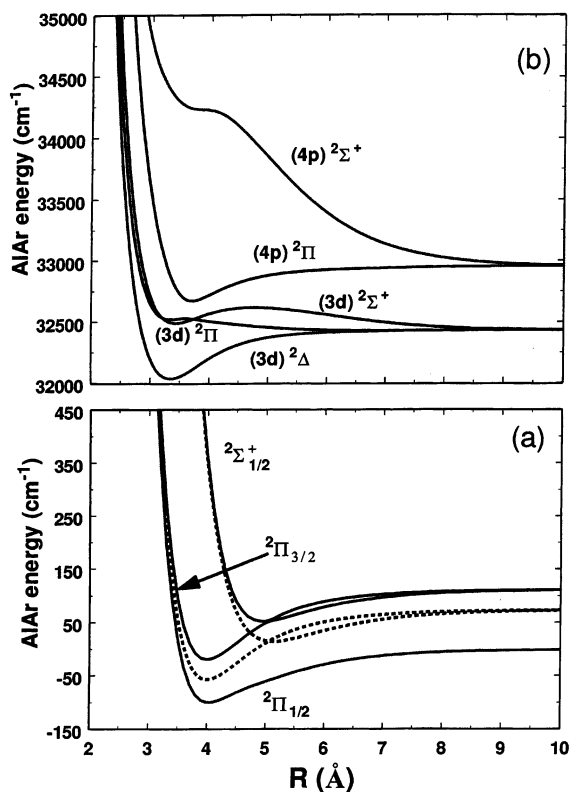 35000
(b)
34500
34000
(4p) ²Σ⁺
33500
AlAr energy (cm⁻¹)
(4p) ²Π
33000
(3d) ²Σ⁺
32500
(3d) ²Π
(3d) ²Δ
32000
450
(a)
²Σ⁺₁/₂
350
250
²Π₃/₂
150
AlAr energy (cm⁻¹)
50
-50
²Π₁/₂
-150
2 3 4 5 6 7 8 9 10
R (Å)